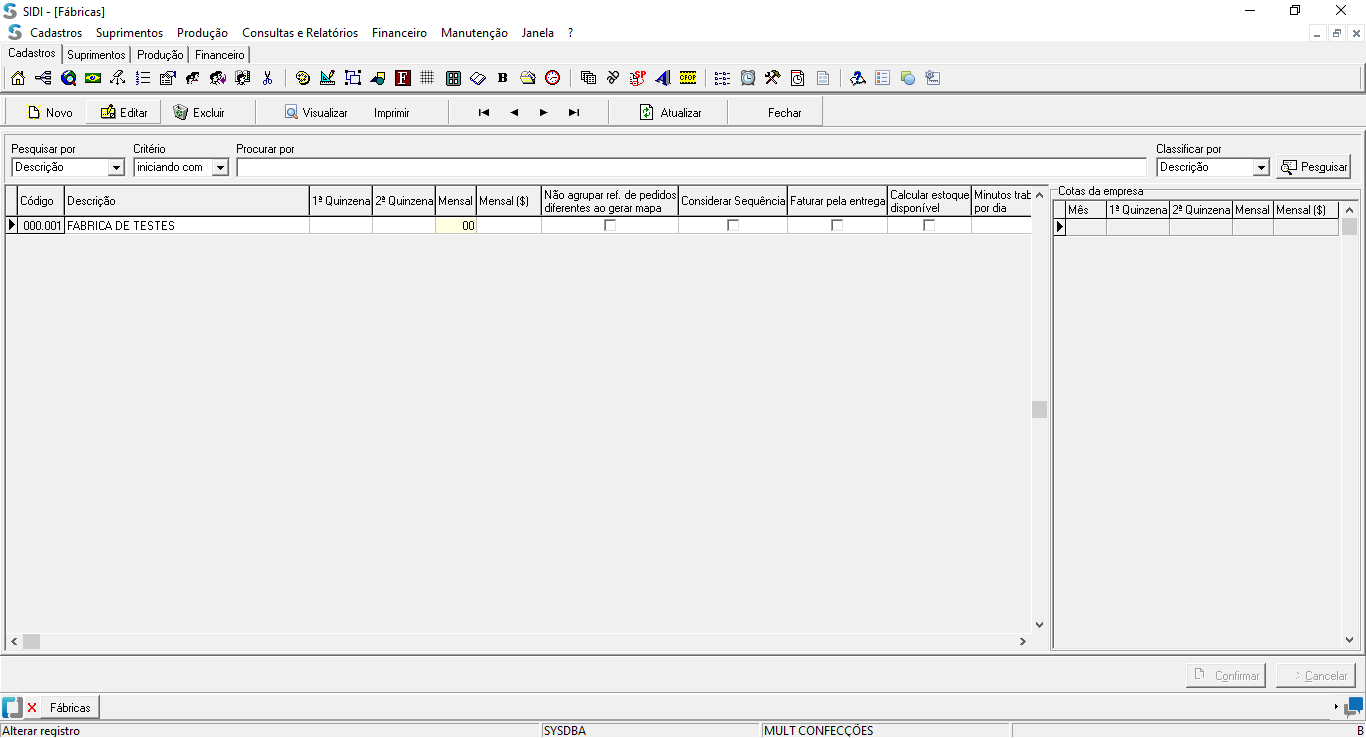 SIDI - [Fábricas]
Cadastros Suprimentos Produção Consultas e Relatórios Financeiro Manutenção Janela ?
Cadastros Suprimentos Produção Financeiro
F B SP CFOP
Novo Editar Excluir Visualizar Imprimir Atualizar Fechar
Pesquisar por Critério Procurar por Classificar por
Descrição iniciando com Descrição Pesquisar
Cotas da empresa
Código Descrição 1ª Quinzena 2ª Quinzena Mensal Mensal ($) Não agrupar ref. de pedidos diferentes ao gerar mapa Considerar Sequência Faturar pela entrega Calcular estoque disponível Minutos trab por dia
Mês 1ª Quinzena 2ª Quinzena Mensal Mensal ($)
000.001 FABRICA DE TESTES 00
Confirmar Cancelar
Fábricas
Alterar registro SYSDBA MULT CONFECÇÕES B